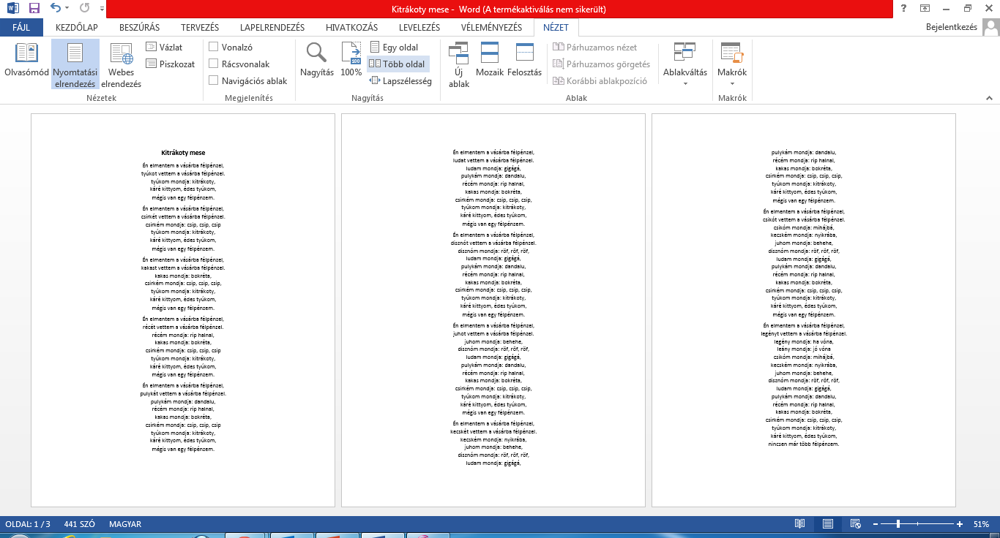 Kitrákoty mese - Word (A termékaktiválás nem sikerült)
FÁJL KEZDŐLAP BESZÚRÁS TERVEZÉS LAPELRENDEZÉS HIVATKOZÁS LEVELEZÉS VÉLEMÉNYEZÉS NÉZET Bejelentkezés
Olvasómód
Nyomtatási elrendezés
Webes elrendezés
Vázlat
Piszkozat
Nézetek
Vonalzó
Rácsvonalak
Navigációs ablak
Megjelenítés
Nagyítás
100%
Egy oldal
Több oldal
Lapszélesség
Nagyítás
Új ablak
Mozaik
Felosztás
Párhuzamos nézet
Párhuzamos görgetés
Korábbi ablakpozíció
Ablak
Ablakváltás
Makrók
Makrók
Kitrákoty mese
Én elmentem a vásárba félpénzel,
tyúkot vettem a vásárba félpénzel.
tyúkom mondja: kitrákoty,
káré kittyom, édes tyúkom,
mégis van egy félpénzem.
Én elmentem a vásárba félpénzel,
csirkét vettem a vásárba félpénzel.
csirkém mondja: csip, csip, csip
tyúkom mondja: kitrákoty,
káré kittyom, édes tyúkom,
mégis van egy félpénzem.
Én elmentem a vásárba félpénzel,
kakast vettem a vásárba félpénzel.
kakas mondja: bokréta,
csirkém mondja: csip, csip, csip,
tyúkom mondja: kitrákoty,
káré kittyom, édes tyúkom,
mégis van egy félpénzem.
Én elmentem a vásárba félpénzel,
récét vettem a vásárba félpénzel.
récém mondja: rip halnal,
kakas mondja: bokréta,
csirkém mondja: csip, csip, csip
tyúkom mondja: kitrákoty,
káré kittyom, édes tyúkom,
mégis van egy félpénzem.
Én elmentem a vásárba félpénzel,
pulykát vettem a vásárba félpénzel.
pulykám mondja: dandalu,
récém mondja: rip halnal,
kakas mondja: bokréta,
csirkém mondja: csip, csip, csip
tyúkom mondja: kitrákoty,
káré kittyom, édes tyúkom,
mégis van egy félpénzem.
Én elmentem a vásárba félpénzel,
ludat vettem a vásárba félpénzel.
ludam mondja: gigágá,
pulykám mondja: dandalu,
récém mondja: rip halnal,
kakas mondja: bokréta,
csirkém mondja: csip, csip, csip,
tyúkom mondja: kitrákoty,
káré kittyom, édes tyúkom,
mégis van egy félpénzem.
Én elmentem a vásárba félpénzel,
disznót vettem a vásárba félpénzel.
disznóm mondja: röf, röf, röf,
ludam mondja: gigágá,
pulykám mondja: dandalu,
récém mondja: rip halnal,
kakas mondja: bokréta,
csirkém mondja: csip, csip, csip,
tyúkom mondja: kitrákoty,
káré kittyom, édes tyúkom,
mégis van egy félpénzem.
Én elmentem a vásárba félpénzel,
juhot vettem a vásárba félpénzel.
juhom mondja: behehe,
disznóm mondja: röf, röf, röf,
ludam mondja: gigágá,
pulykám mondja: dandalu,
récém mondja: rip halnal,
kakas mondja: bokréta,
csirkém mondja: csip, csip, csip,
tyúkom mondja: kitrákoty,
káré kittyom, édes tyúkom,
mégis van egy félpénzem.
Én elmentem a vásárba félpénzel,
kecskét vettem a vásárba félpénzel.
kecském mondja: nyikrába,
juhom mondja: behehe,
disznóm mondja: röf, röf, röf,
ludam mondja: gigágá,
pulykám mondja: dandalu,
récém mondja: rip halnal,
kakas mondja: bokréta,
csirkém mondja: csip, csip, csip,
tyúkom mondja: kitrákoty,
káré kittyom, édes tyúkom,
mégis van egy félpénzem.
Én elmentem a vásárba félpénzel,
csikót vettem a vásárba félpénzel.
csikóm mondja: mihájbá,
kecském mondja: nyikrába,
juhom mondja: behehe,
disznóm mondja: röf, röf, röf,
ludam mondja: gigágá,
pulykám mondja: dandalu,
récém mondja: rip halnal,
kakas mondja: bokréta,
csirkém mondja: csip, csip, csip,
tyúkom mondja: kitrákoty,
káré kittyom, édes tyúkom,
mégis van egy félpénzem.
Én elmentem a vásárba félpénzel,
legényt vettem a vásárba félpénzel.
legény mondja: ha vóna,
leány mondja: jó vóna
csikóm mondja: mihájbá,
kecském mondja: nyikrába,
juhom mondja: behehe,
disznóm mondja: röf, röf, röf,
ludam mondja: gigágá,
pulykám mondja: dandalu,
récém mondja: rip halnal,
kakas mondja: bokréta,
csirkém mondja: csip, csip, csip,
tyúkom mondja: kitrákoty,
káré kittyom, édes tyúkom,
nincsen már több félpénzem.
OLDAL: 1 / 3 441 SZÓ MAGYAR 51%